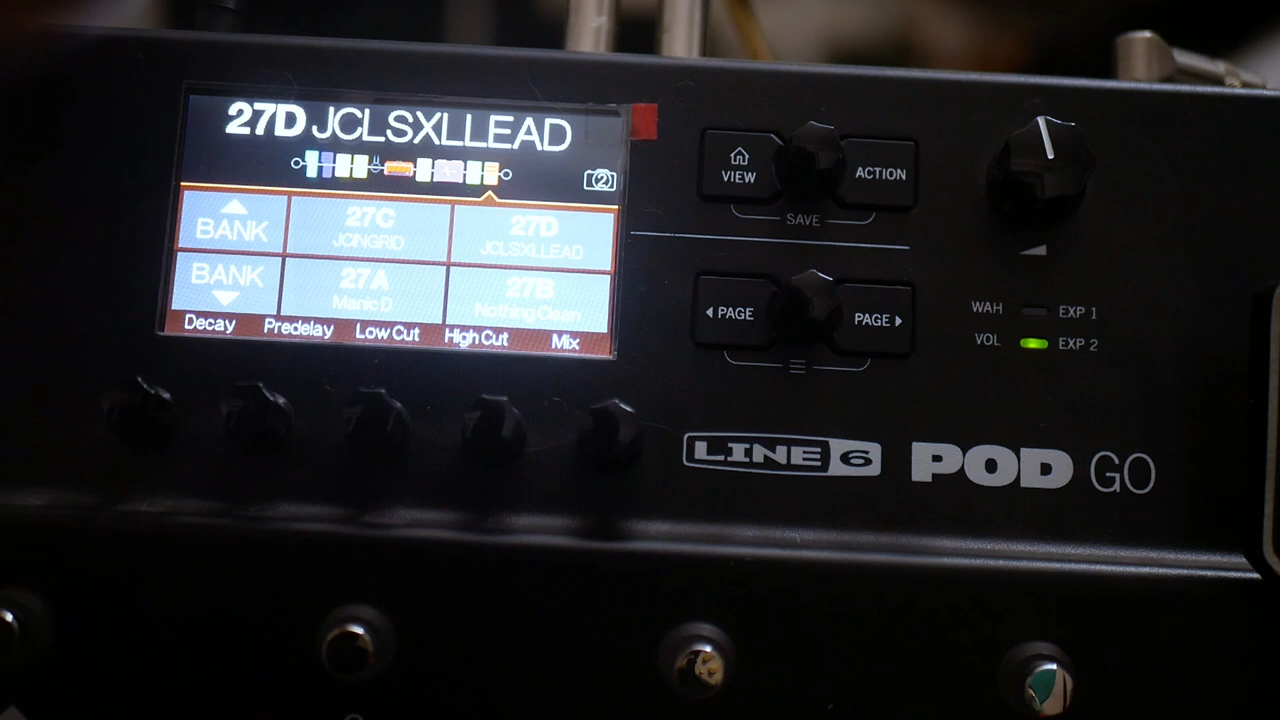 27D JCLSXLLEAD
2
BANK
27C
JCINGRID
27D
JCLSXLLEAD
BANK
27A
Manic D
27B
Nothing Clean
Decay Predelay Low Cut High Cut Mix
VIEW
ACTION
SAVE
PAGE
PAGE
WAH EXP 1
VOL EXP 2
LINE 6 POD GO